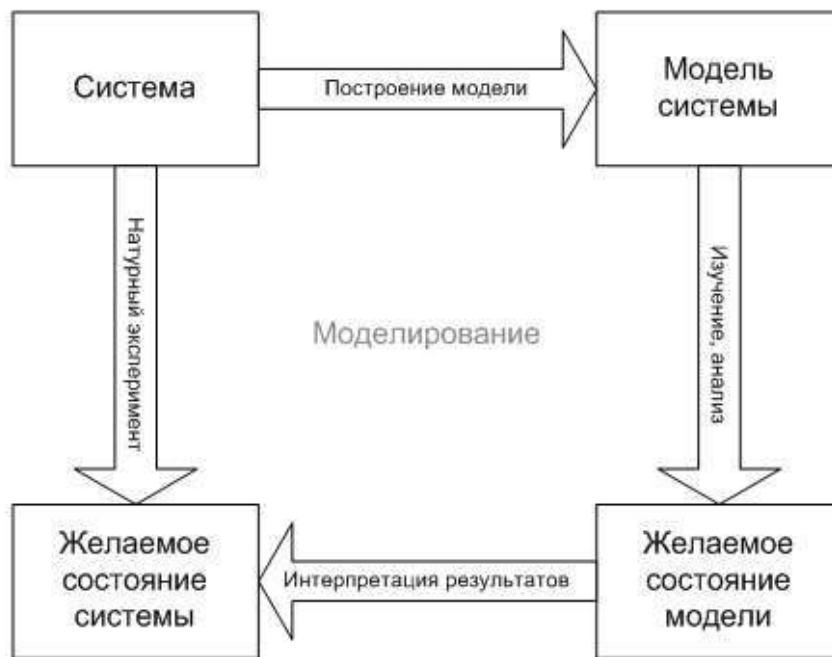 Система
Построение модели
Модель
системы
Натурный эксперимент
Моделирование
Изучение, анализ
Желаемое
состояние
системы
Интерпретация результатов
Желаемое
состояние
модели